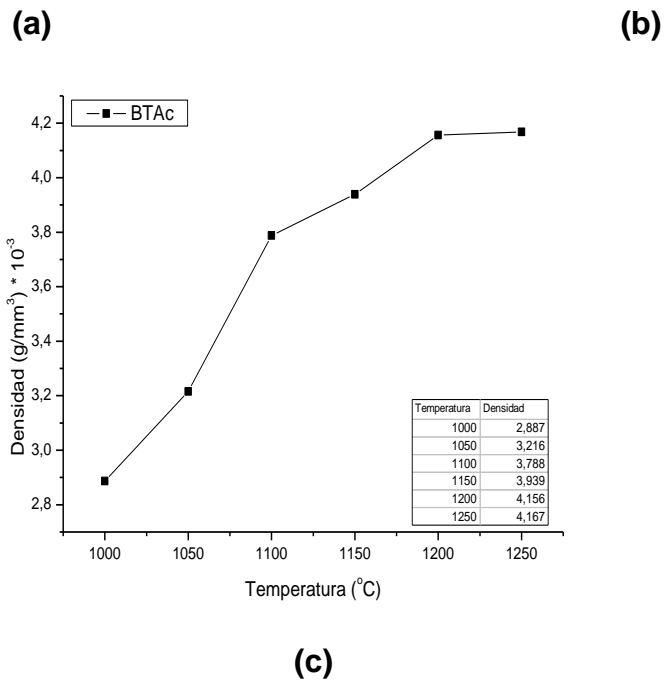 (a) (b)
BTAc
4,2
4,0
3,8
3,6
3,4
3,2
3,0
2,8
Densidad (g/mm³) * 10⁻³
Temperatura Densidad
1000 2,887
1050 3,216
1100 3,788
1150 3,939
1200 4,156
1250 4,167
1000 1050 1100 1150 1200 1250
Temperatura (°C)
(c)